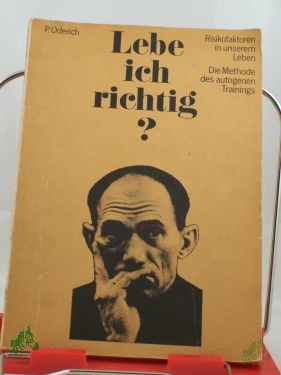 P. Oderich
Lebe
ich
richtig
?
Risikofaktoren
in unserem
Leben
Die Methode
des autogenen
Trainings